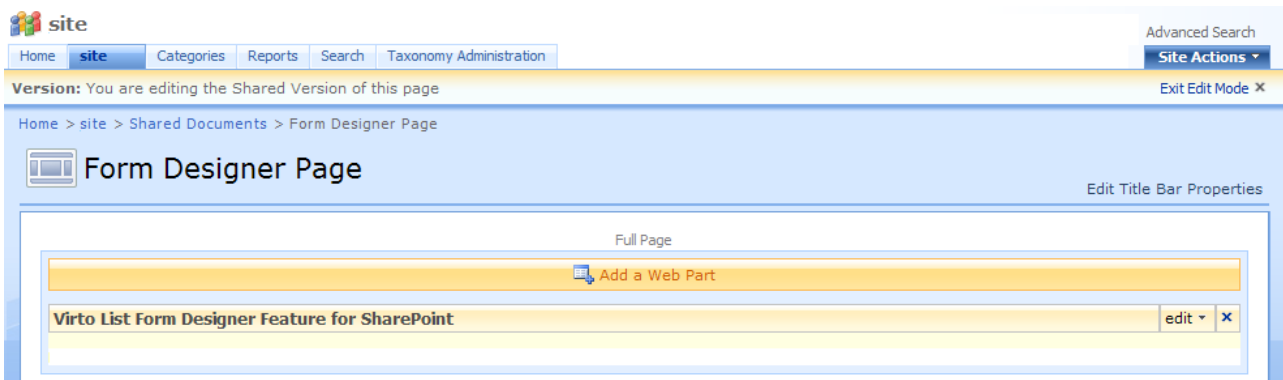 site
Advanced Search
Home site Categories Reports Search Taxonomy Administration
Site Actions
Version: You are editing the Shared Version of this page
Exit Edit Mode
Home > site > Shared Documents > Form Designer Page
Form Designer Page
Edit Title Bar Properties
Full Page
Add a Web Part
Virto List Form Designer Feature for SharePoint
edit